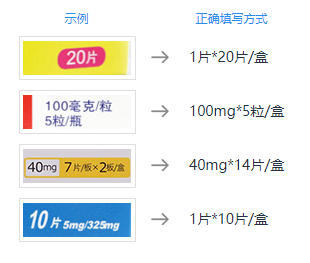 示例 正确填写方式
20片 → 1片*20片/盒
100毫克/粒
5粒/瓶 → 100mg*5粒/盒
40mg 7片/板×2板/盒 → 40mg*14片/盒
10片 5mg/325mg → 1片*10片/盒